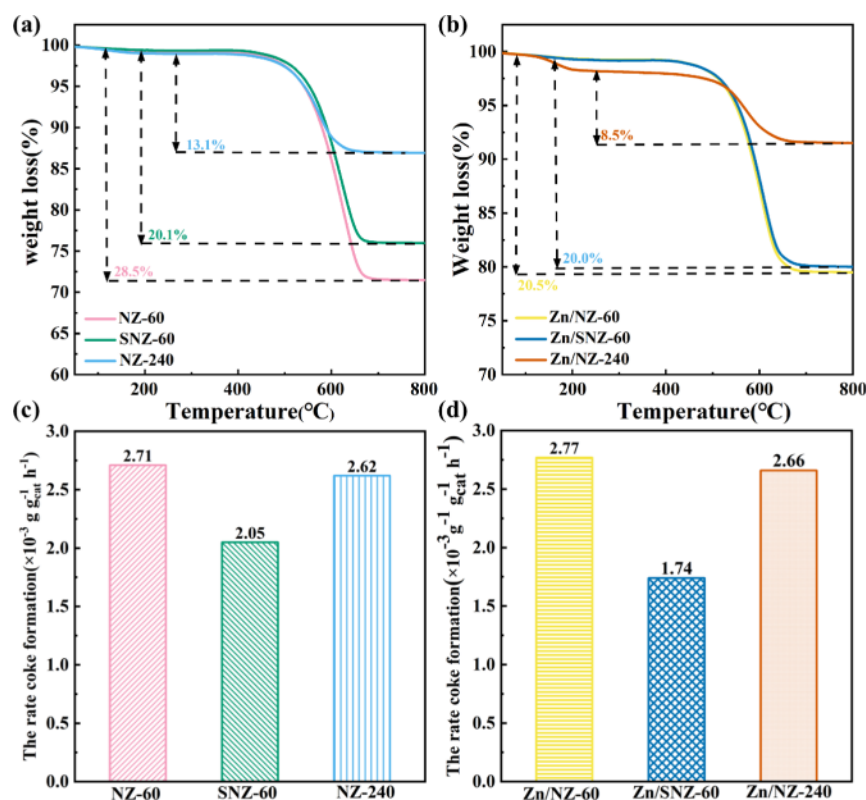 (a)
100
95
90
85
80
75
70
65
60
weight loss(%)
13.1%
20.1%
28.5%
NZ-60
SNZ-60
NZ-240
200
400
600
800
Temperature(°C)
(b)
100
95
90
85
80
75
70
Weight loss(%)
8.5%
20.0%
20.5%
Zn/NZ-60
Zn/SNZ-60
Zn/NZ-240
200
400
600
800
Temperature(°C)
(c)
3.0
2.5
2.0
1.5
1.0
0.5
0.0
The rate coke formation(×10⁻³ g g⁻¹cat h⁻¹)
2.71
2.05
2.62
NZ-60
SNZ-60
NZ-240
(d)
3.0
2.5
2.0
1.5
1.0
0.5
0.0
The rate coke formation(×10⁻³g⁻¹ g⁻¹cat h⁻¹)
2.77
1.74
2.66
Zn/NZ-60
Zn/SNZ-60
Zn/NZ-240